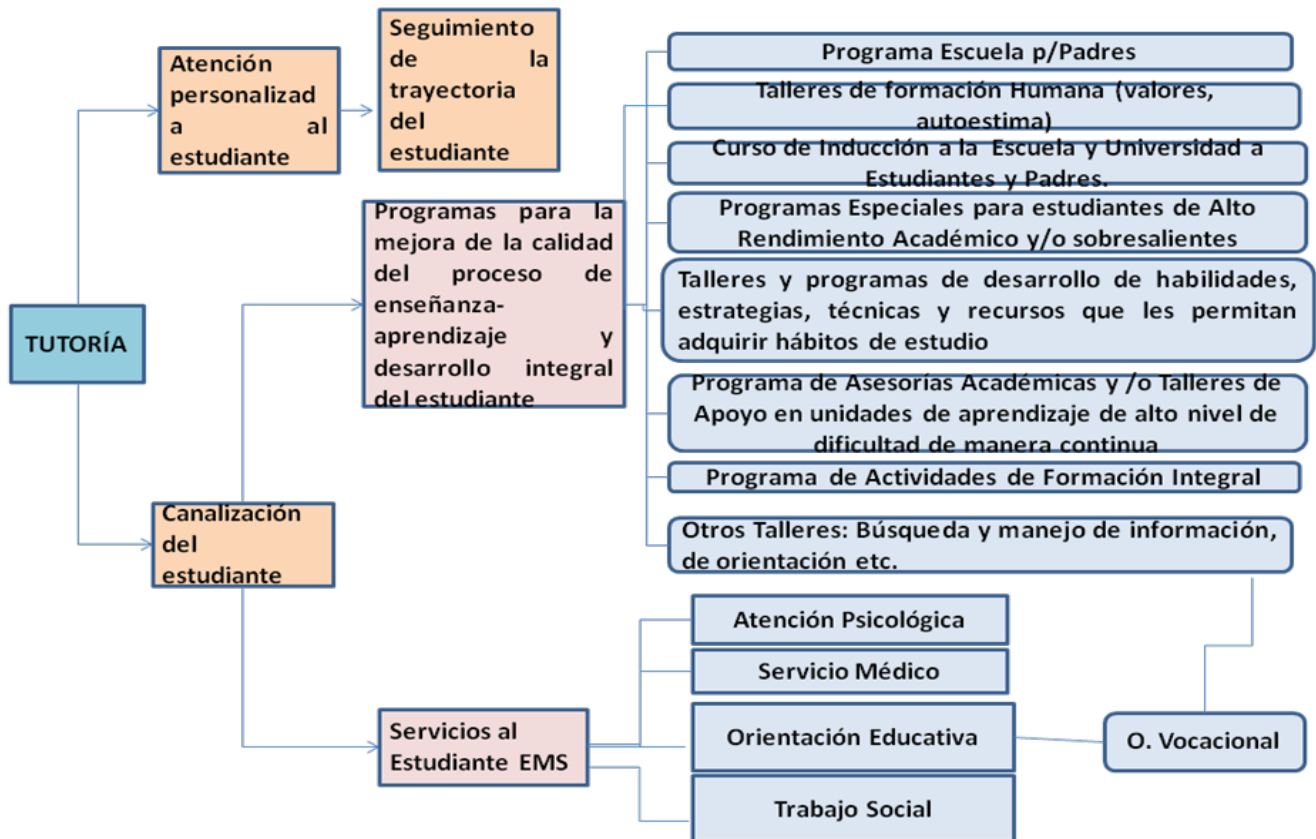 TUTORÍA
Atención
personalizad
a al
estudiante
Seguimiento
de la
trayectoria
del
estudiante
Canalización
del
estudiante
Programas para la
mejora de la calidad
del proceso de
enseñanza-
aprendizaje y
desarrollo integral
del estudiante
Programa Escuela p/Padres
Talleres de formación Humana (valores,
autoestima)
Curso de Inducción a la Escuela y Universidad a
Estudiantes y Padres.
Programas Especiales para estudiantes de Alto
Rendimiento Académico y/o sobresalientes
Talleres y programas de desarrollo de habilidades,
estrategias, técnicas y recursos que les permitan
adquirir hábitos de estudio
Programa de Asesorías Académicas y /o Talleres de
Apoyo en unidades de aprendizaje de alto nivel de
dificultad de manera continua
Programa de Actividades de Formación Integral
Otros Talleres: Búsqueda y manejo de información,
de orientación etc.
Servicios al
Estudiante EMS
Atención Psicológica
Servicio Médico
Orientación Educativa
Trabajo Social
O. Vocacional